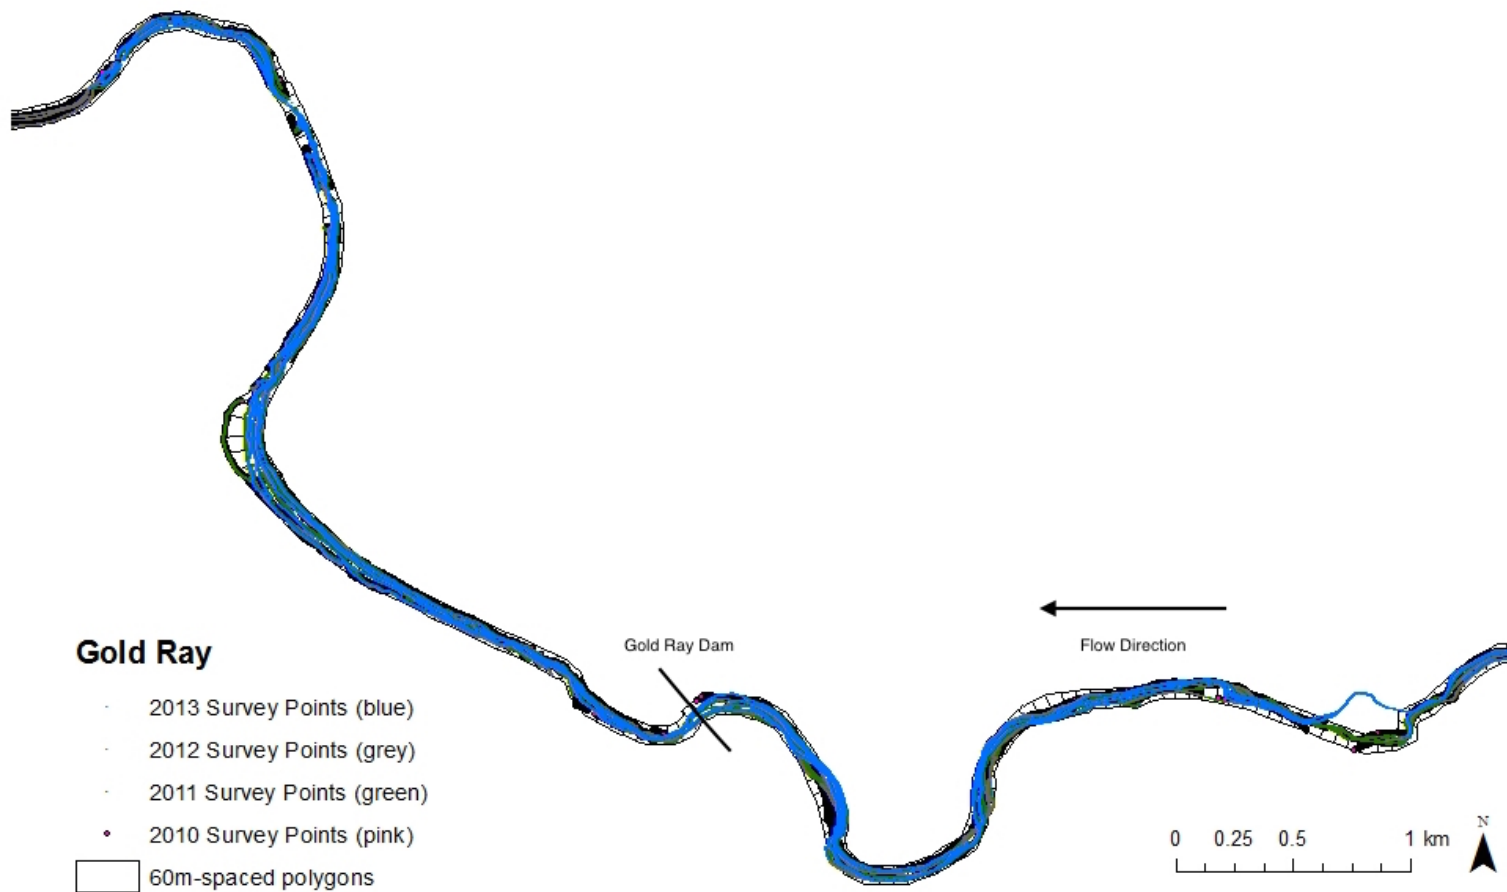 Gold Ray Dam
Flow Direction
Gold Ray
2013 Survey Points (blue)
2012 Survey Points (grey)
2011 Survey Points (green)
2010 Survey Points (pink)
60m-spaced polygons
0 0.25 0.5 1 km
N